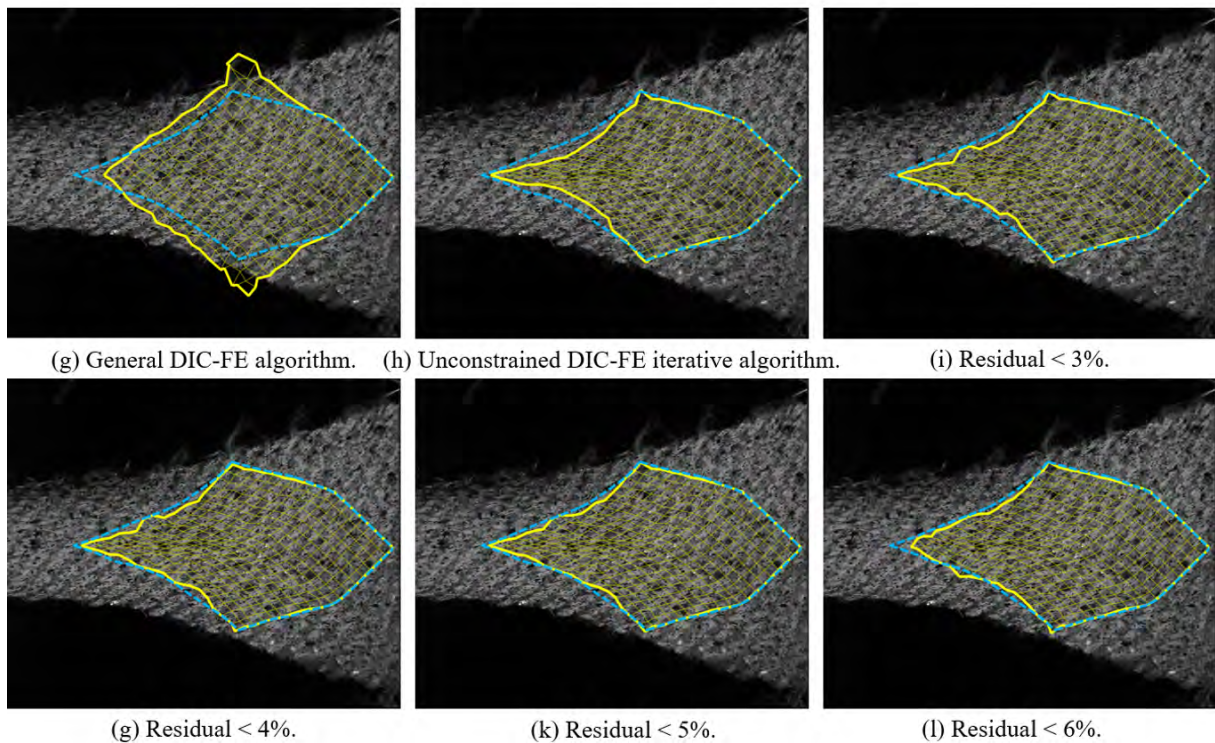 (g) General DIC-FE algorithm.
(h) Unconstrained DIC-FE iterative algorithm.
(i) Residual < 3%.
(g) Residual < 4%.
(k) Residual < 5%.
(l) Residual < 6%.